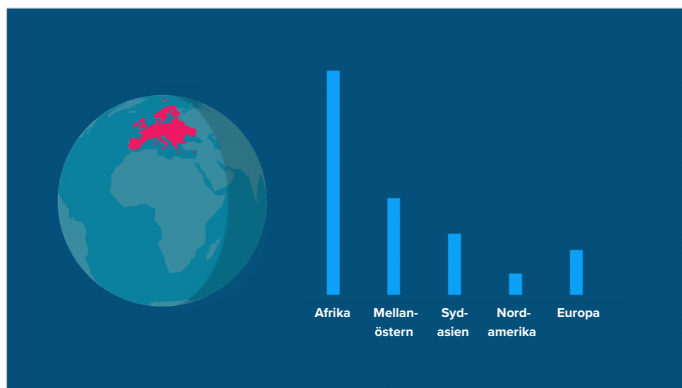 Afrika
Mellan-
östern
Syd-
asien
Nord-
amerika
Europa